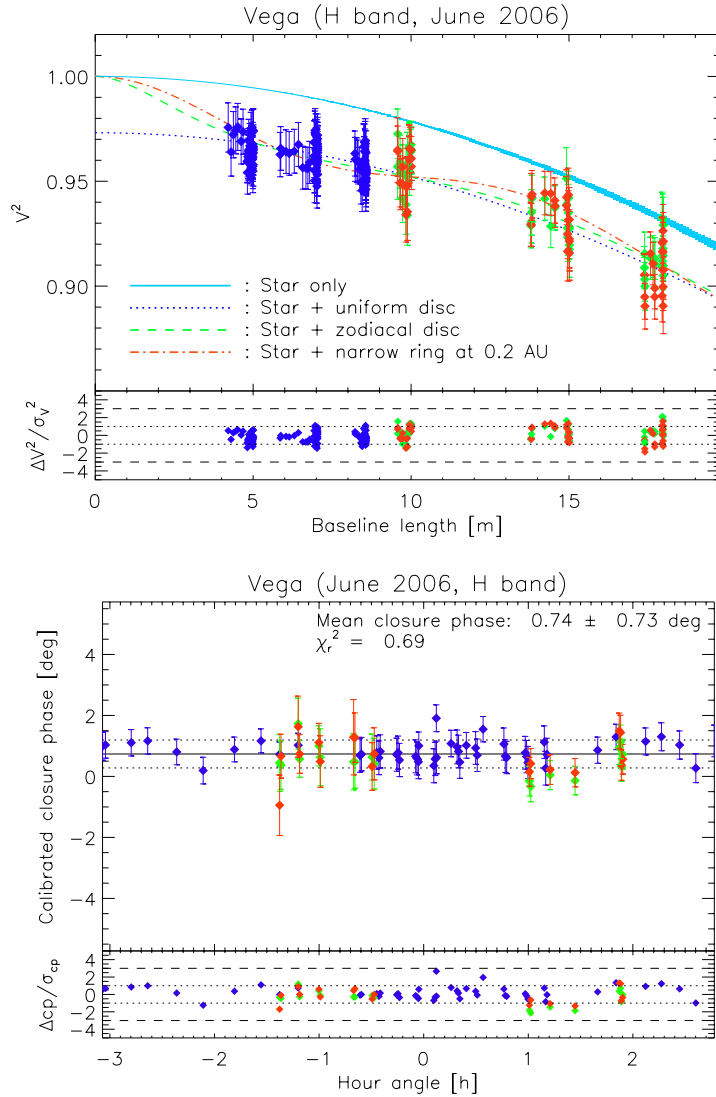 Vega (H band, June 2006)
V²
1.00
0.95
0.90
: Star only
: Star + uniform disc
: Star + zodiacal disc
: Star + narrow ring at 0.2 AU
ΔV²/σ_V²
4
2
0
−2
−4
0 5 10 15
Baseline length [m]
Vega (June 2006, H band)
Mean closure phase: 0.74 ± 0.73 deg
χ_r² = 0.69
Calibrated closure phase [deg]
4
2
0
−2
−4
Δcp/σ_cp
4
2
0
−2
−4
−3 −2 −1 0 1 2
Hour angle [h]